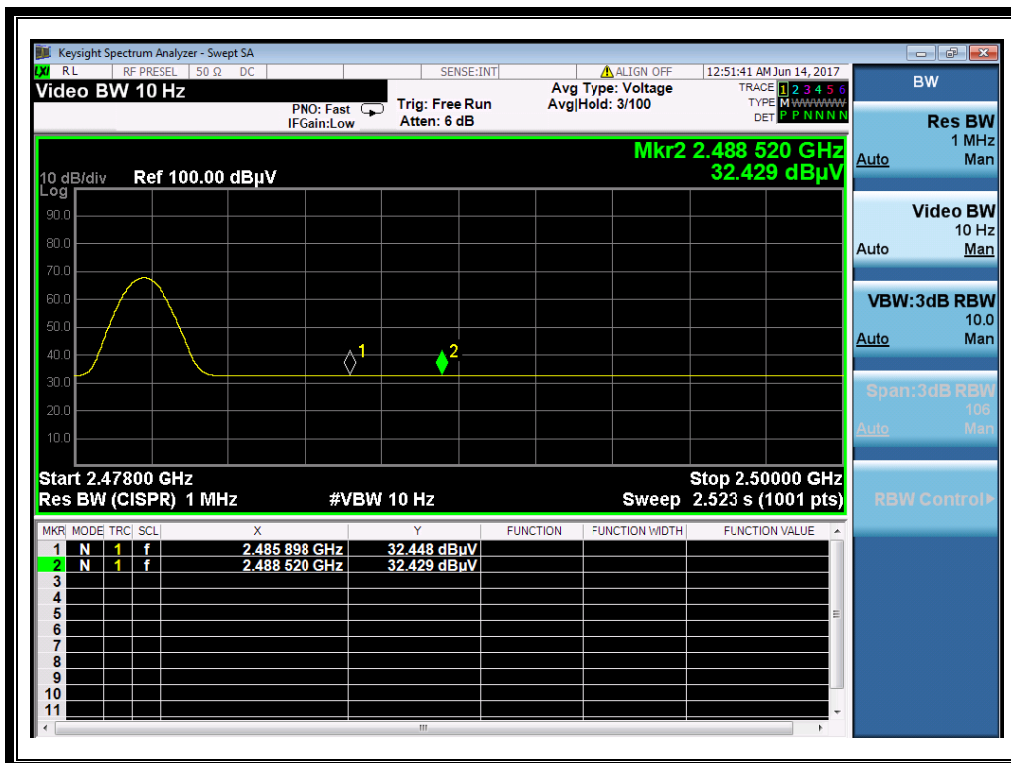 Keysight Spectrum Analyzer - Swept SA
LXI RL RF PRESEL 50 Ω DC SENSE:INT ALIGN OFF 12:51:41 AM Jun 14, 2017
Video BW 10 Hz
PNO: Fast
IFGain:Low
Trig: Free Run
Atten: 6 dB
Avg Type: Voltage
Avg|Hold: 3/100
TRACE 1 2 3 4 5 6
TYPE M WWWWW
DET P P N N N N
Mkr2 2.488 520 GHz
32.429 dBµV
10 dB/div Ref 100.00 dBµV
Log
90.0
80.0
70.0
60.0
50.0
40.0
30.0
20.0
10.0
1
2
Start 2.47800 GHz Stop 2.50000 GHz
Res BW (CISPR) 1 MHz #VBW 10 Hz Sweep 2.523 s (1001 pts)
MKR MODE TRC SCL X Y FUNCTION FUNCTION WIDTH FUNCTION VALUE
1 N 1 f 2.485 898 GHz 32.448 dBµV
2 N 1 f 2.488 520 GHz 32.429 dBµV
3
4
5
6
7
8
9
10
11
BW
Res BW
1 MHz
Auto Man
Video BW
10 Hz
Auto Man
VBW:3dB RBW
10.0
Auto Man
Span:3dB RBW
106
Auto Man
RBW Control